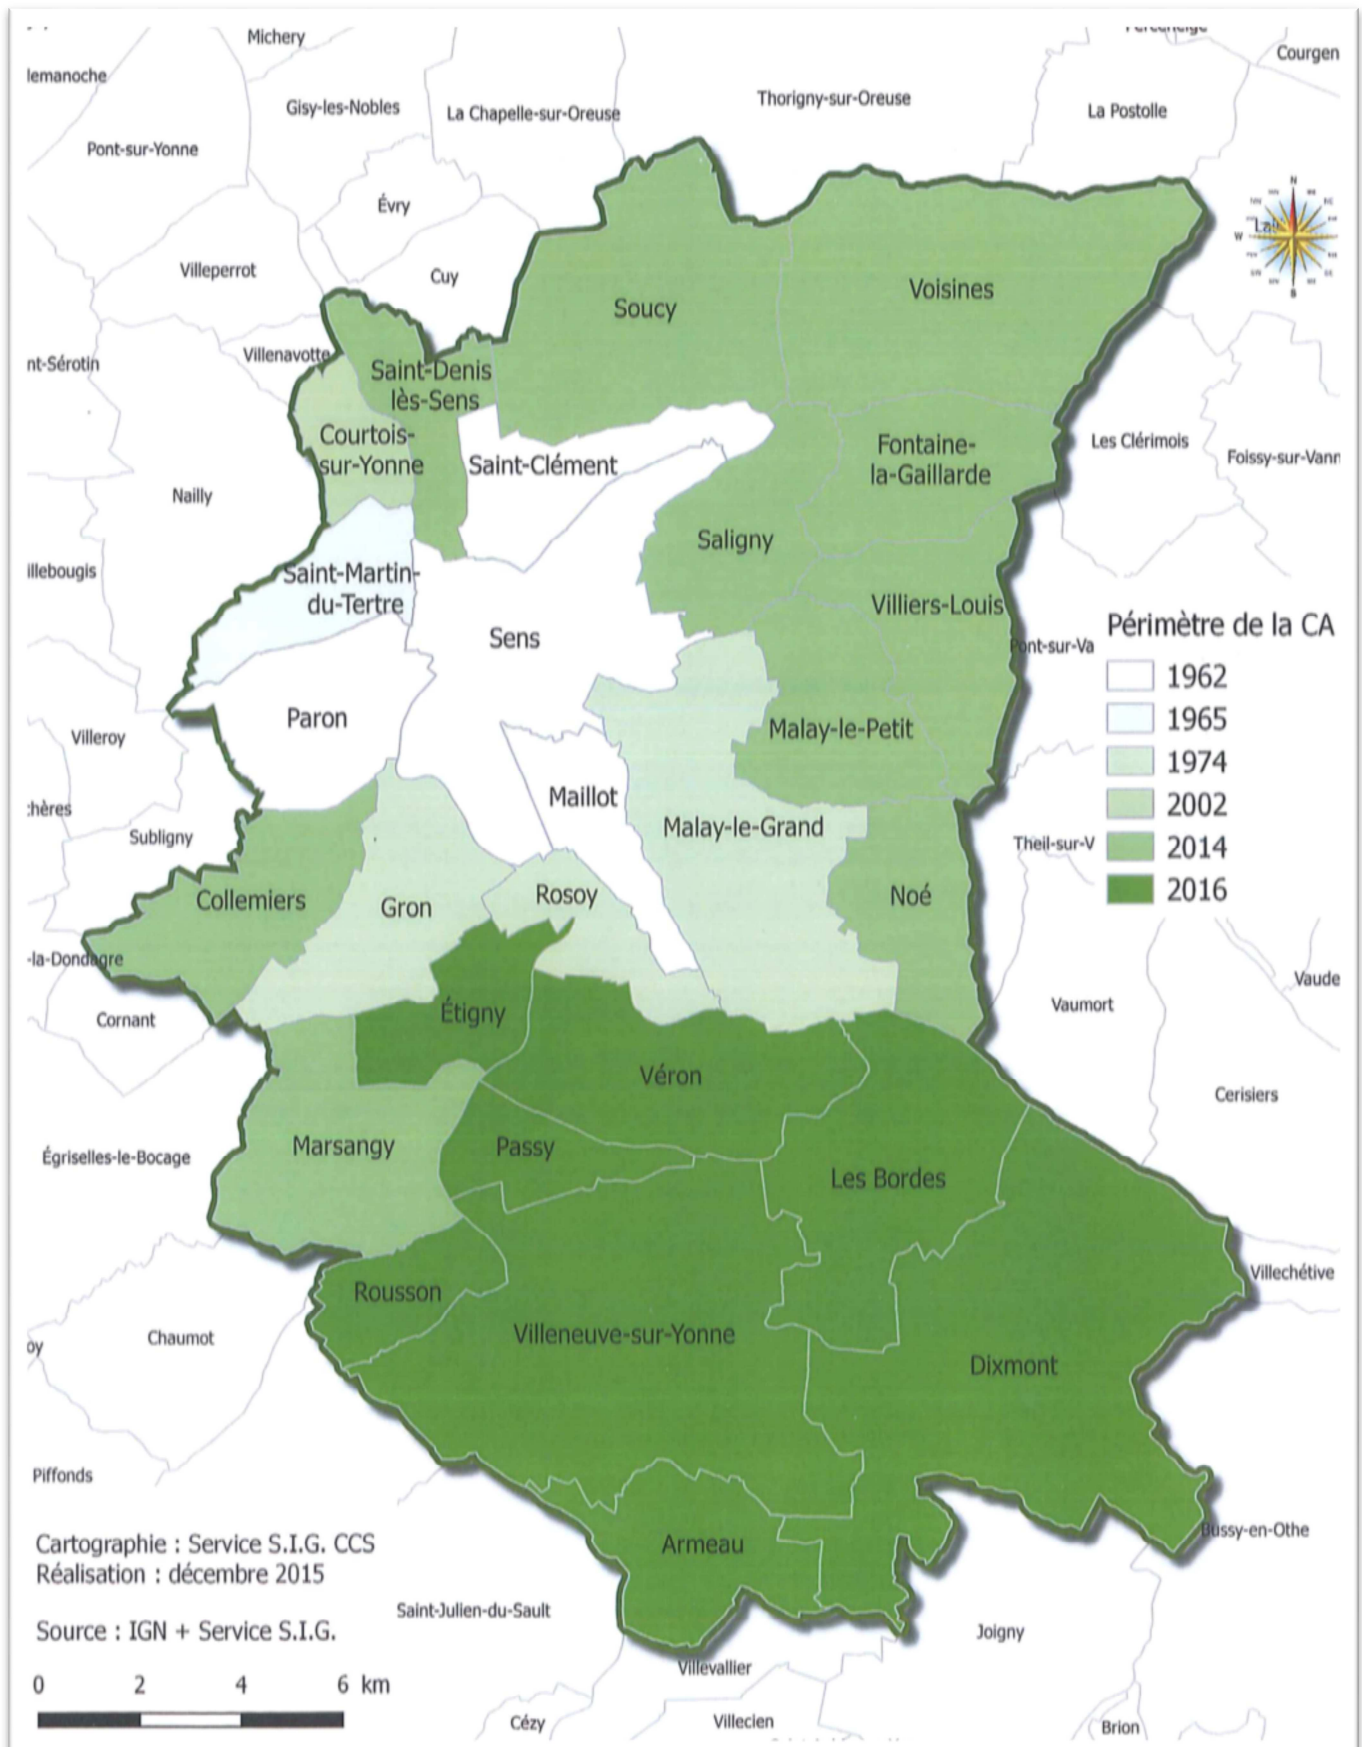 Michery
Courgen
lemanoche
Thorigny-sur-Oreuse
Gisy-les-Nobles
La Chapelle-sur-Oreuse
La Postolle
Pont-sur-Yonne
N
Évry
W
Villeperrot
Cuy
Voisines
Soucy
Villenavotte
nt-Sérotin
Saint-Denis
lès-Sens
Courtois-
sur-Yonne
Saint-Clément
Fontaine-
la-Gaillarde
Les Clérimois
Foissy-sur-Vann
Nailly
Saligny
illebougis
Saint-Martin-
du-Tertre
Villiers-Louis
Sens
Pont-sur-Va
Périmètre de la CA
1962
1965
1974
2002
2014
2016
Paron
Malay-le-Petit
Villeroy
Maillot
Malay-le-Grand
chères
Subligny
Theil-sur-V
Collemiers
Gron
Rosoy
Noé
-la-Dondagre
Vaude
Vaumort
Cornant
Étigny
Véron
Cerisiers
Égriselles-le-Bocage
Marsangy
Passy
Les Bordes
Villechétive
Rousson
Chaumot
oy
Villeneuve-sur-Yonne
Dixmont
Piffonds
Bussy-en-Othe
Armeau
Cartographie : Service S.I.G. CCS
Réalisation : décembre 2015
Saint-Julien-du-Sault
Source : IGN + Service S.I.G.
Joigny
Villevallier
0 2 4 6 km
Cézy
Villecien
Brion